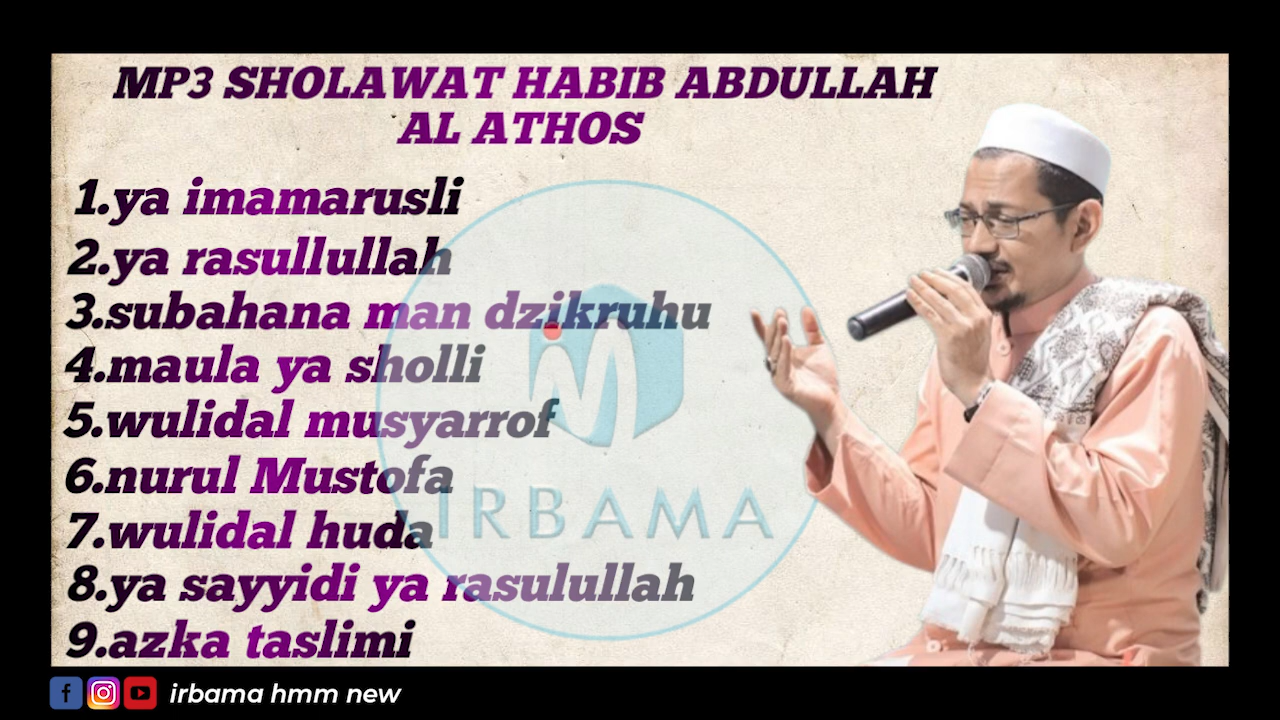 MP3 SHOLAWAT HABIB ABDULLAH
AL ATHOS
1.ya imamarusli
2.ya rasullullah
3.subahana man dzikruhu
4.maula ya sholli
5.wulidal musyarrof
6.nurul Mustofa
7.wulidal huda
8.ya sayyidi ya rasulullah
9.azka taslimi
IRBAMA
irbama hmm new